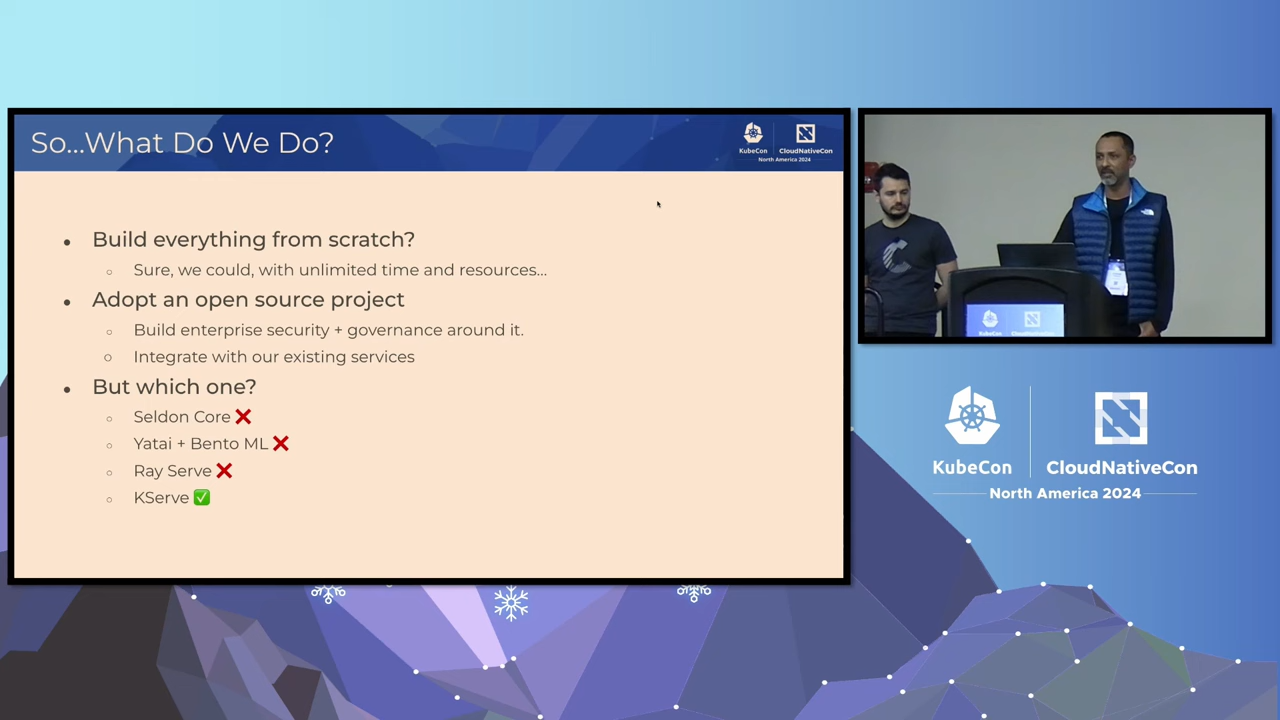 So...What Do We Do?
KubeCon
CloudNativeCon
North America 2024
Build everything from scratch?
Sure, we could, with unlimited time and resources...
Adopt an open source project
Build enterprise security + governance around it.
Integrate with our existing services
But which one?
Seldon Core ❌
Yatai + Bento ML ❌
Ray Serve ❌
KServe ✅
KubeCon
CloudNativeCon
North America 2024